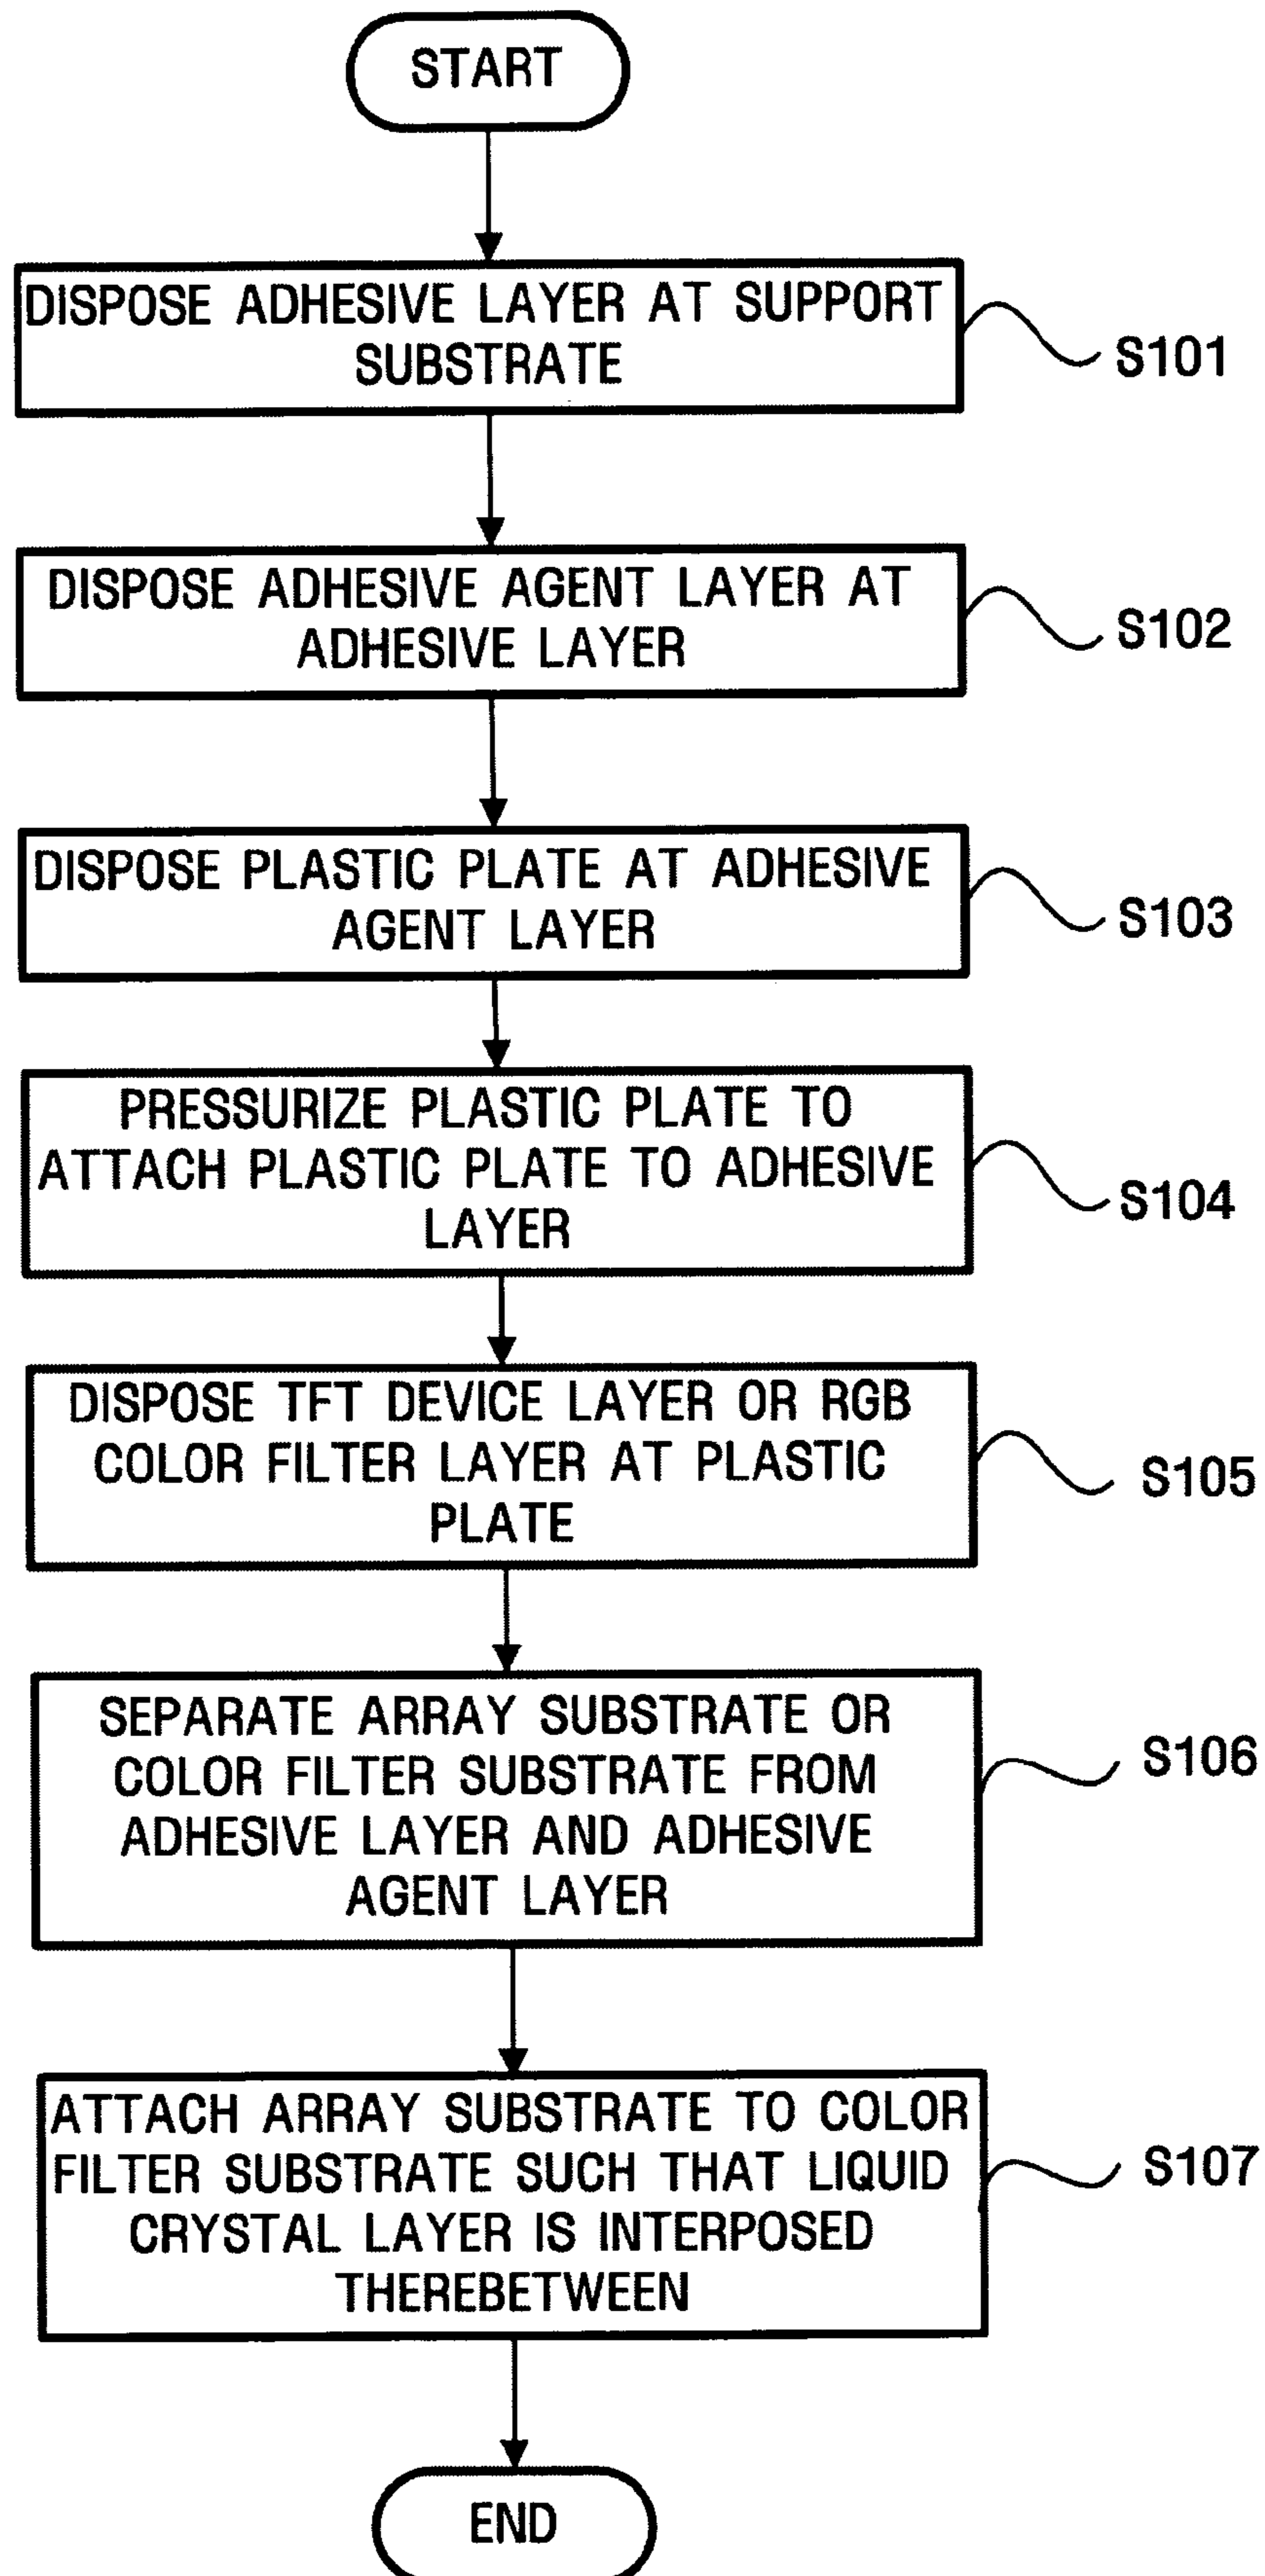 START
DISPOSE ADHESIVE LAYER AT SUPPORT
SUBSTRATE
S101
DISPOSE ADHESIVE AGENT LAYER AT
ADHESIVE LAYER
S102
DISPOSE PLASTIC PLATE AT ADHESIVE
AGENT LAYER
S103
PRESSURIZE PLASTIC PLATE TO
ATTACH PLASTIC PLATE TO ADHESIVE
LAYER
S104
DISPOSE TFT DEVICE LAYER OR RGB
COLOR FILTER LAYER AT PLASTIC
PLATE
S105
SEPARATE ARRAY SUBSTRATE OR
COLOR FILTER SUBSTRATE FROM
ADHESIVE LAYER AND ADHESIVE
AGENT LAYER
S106
ATTACH ARRAY SUBSTRATE TO COLOR
FILTER SUBSTRATE SUCH THAT LIQUID
CRYSTAL LAYER IS INTERPOSED
THEREBETWEEN
S107
END